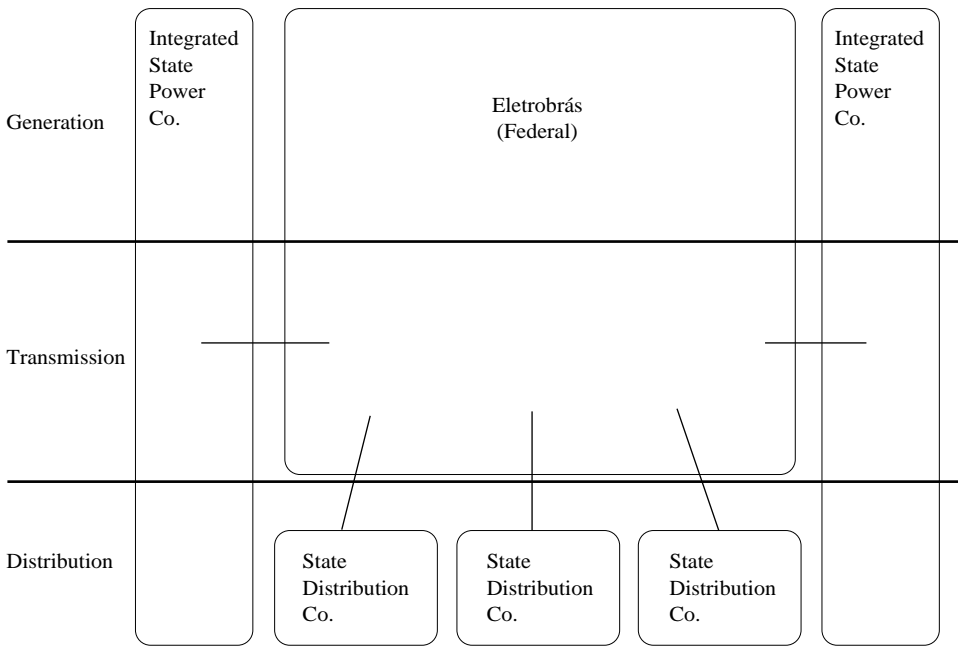 Integrated
State
Power
Co.
Eletrobrás
(Federal)
Integrated
State
Power
Co.
Generation
Transmission
Distribution
State
Distribution
Co.
State
Distribution
Co.
State
Distribution
Co.